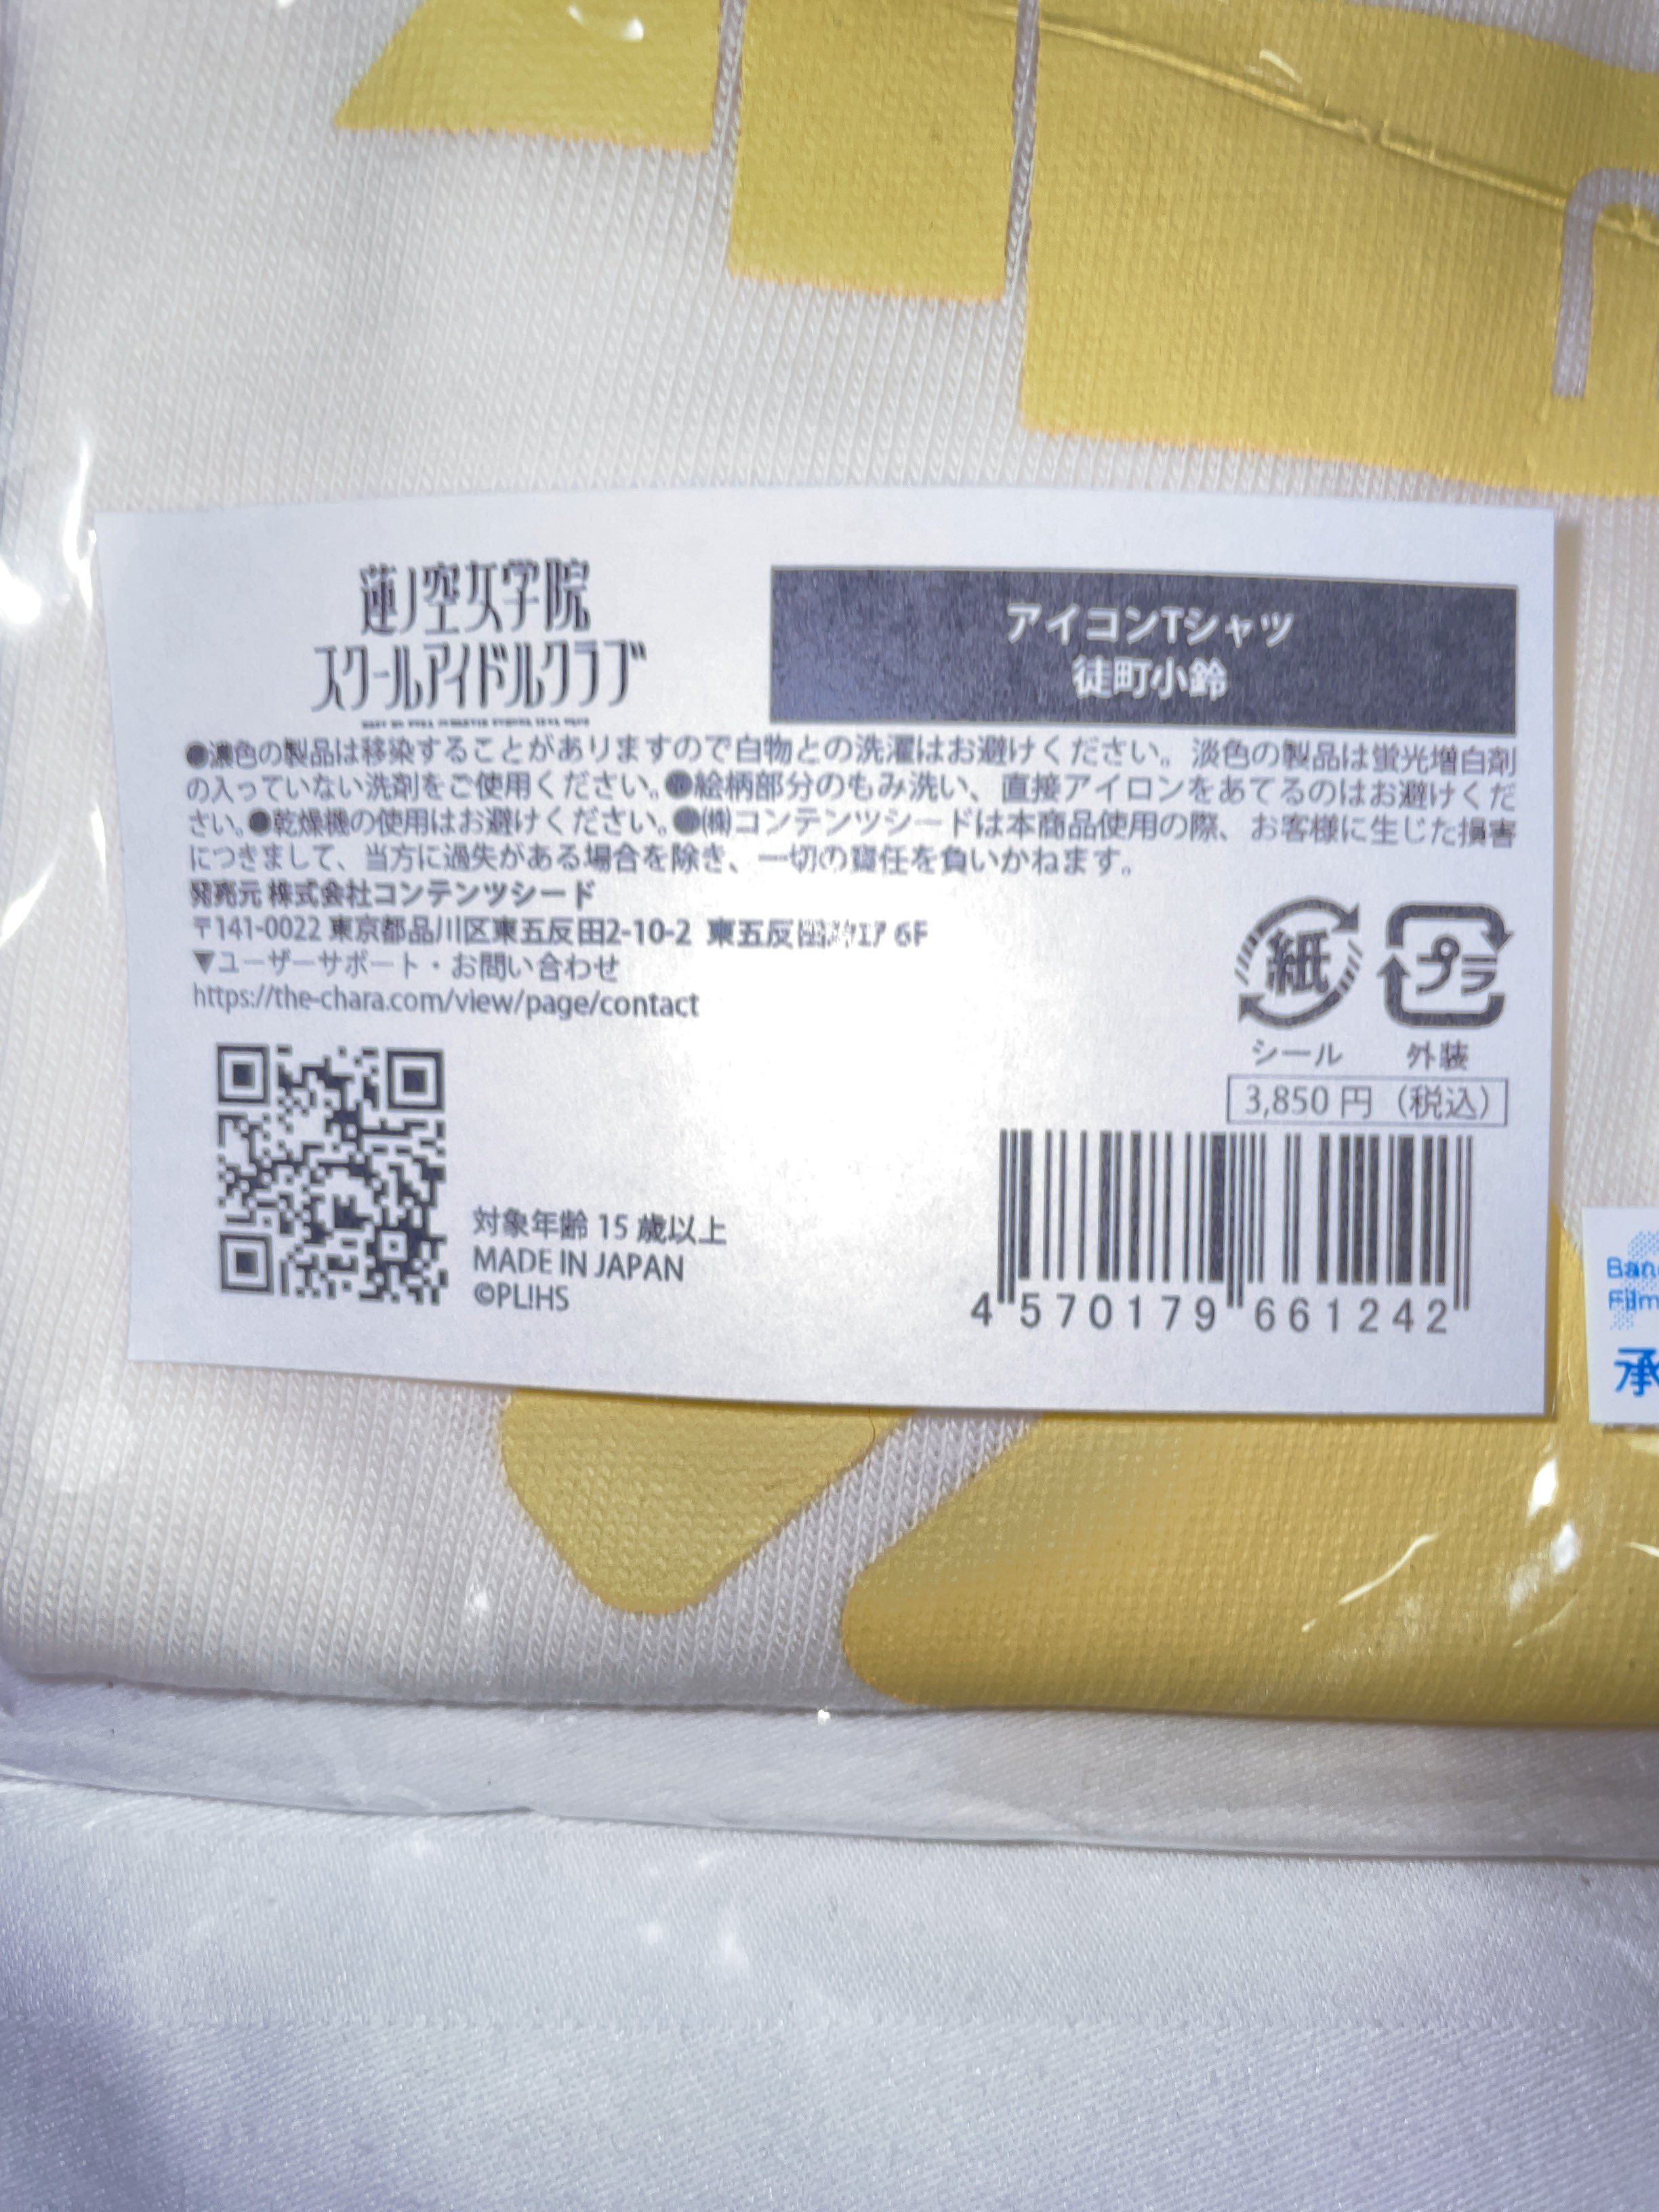 蓮ノ空女学院
スクールアイドルクラブ
アイコンTシャツ
徒町小鈴
●濃色の製品は移染することがありますので白物との洗濯はお避けください。淡色の製品は蛍光増白剤
の入っていない洗剤をご使用ください。●絵柄部分のもみ洗い、直接アイロンをあてるのはお避けくだ
さい。●乾燥機の使用はお避けください。●㈱コンテンツシードは本商品使用の際、お客様に生じた損害
につきまして、当方に過失がある場合を除き、一切の責任を負いかねます。
発売元 株式会社コンテンツシード
〒141-0022 東京都品川区東五反田2-10-2 東五反田 6F
▼ユーザーサポート・お問い合わせ
https://the-chara.com/view/page/contact
紙
プラ
シール 外装
3,850 円（税込）
対象年齢 15 歳以上
MADE IN JAPAN
©PL!HS
4 570179 661242
Ban
Film
承